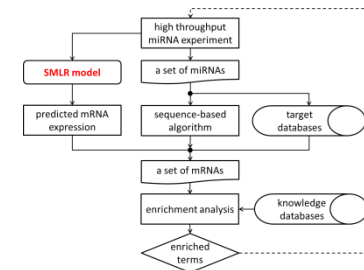 high throughput
miRNA experiment
SMLR model
a set of miRNAs
predicted mRNA
expression
sequence-based
algorithm
target
databases
a set of mRNAs
enrichment analysis
knowledge
databases
enriched
terms